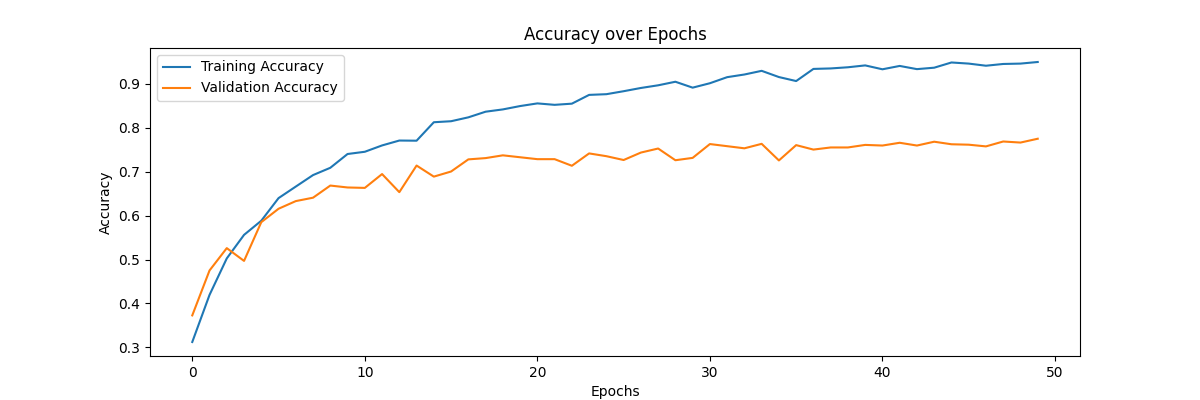 Accuracy over Epochs
Training Accuracy
Validation Accuracy
Accuracy
0.9
0.8
0.7
0.6
0.5
0.4
0.3
0 10 20 30 40 50
Epochs